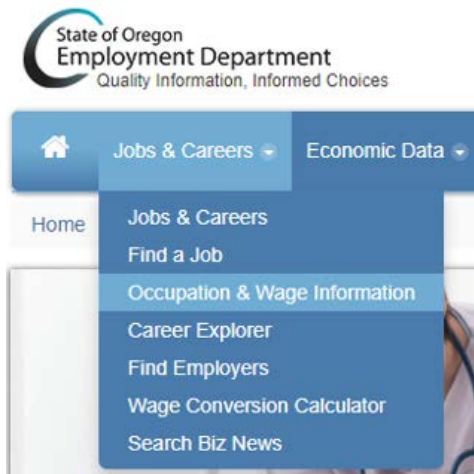 State of Oregon
Employment Department
Quality Information, Informed Choices
Jobs & Careers Economic Data
Home
Jobs & Careers
Find a Job
Occupation & Wage Information
Career Explorer
Find Employers
Wage Conversion Calculator
Search Biz News